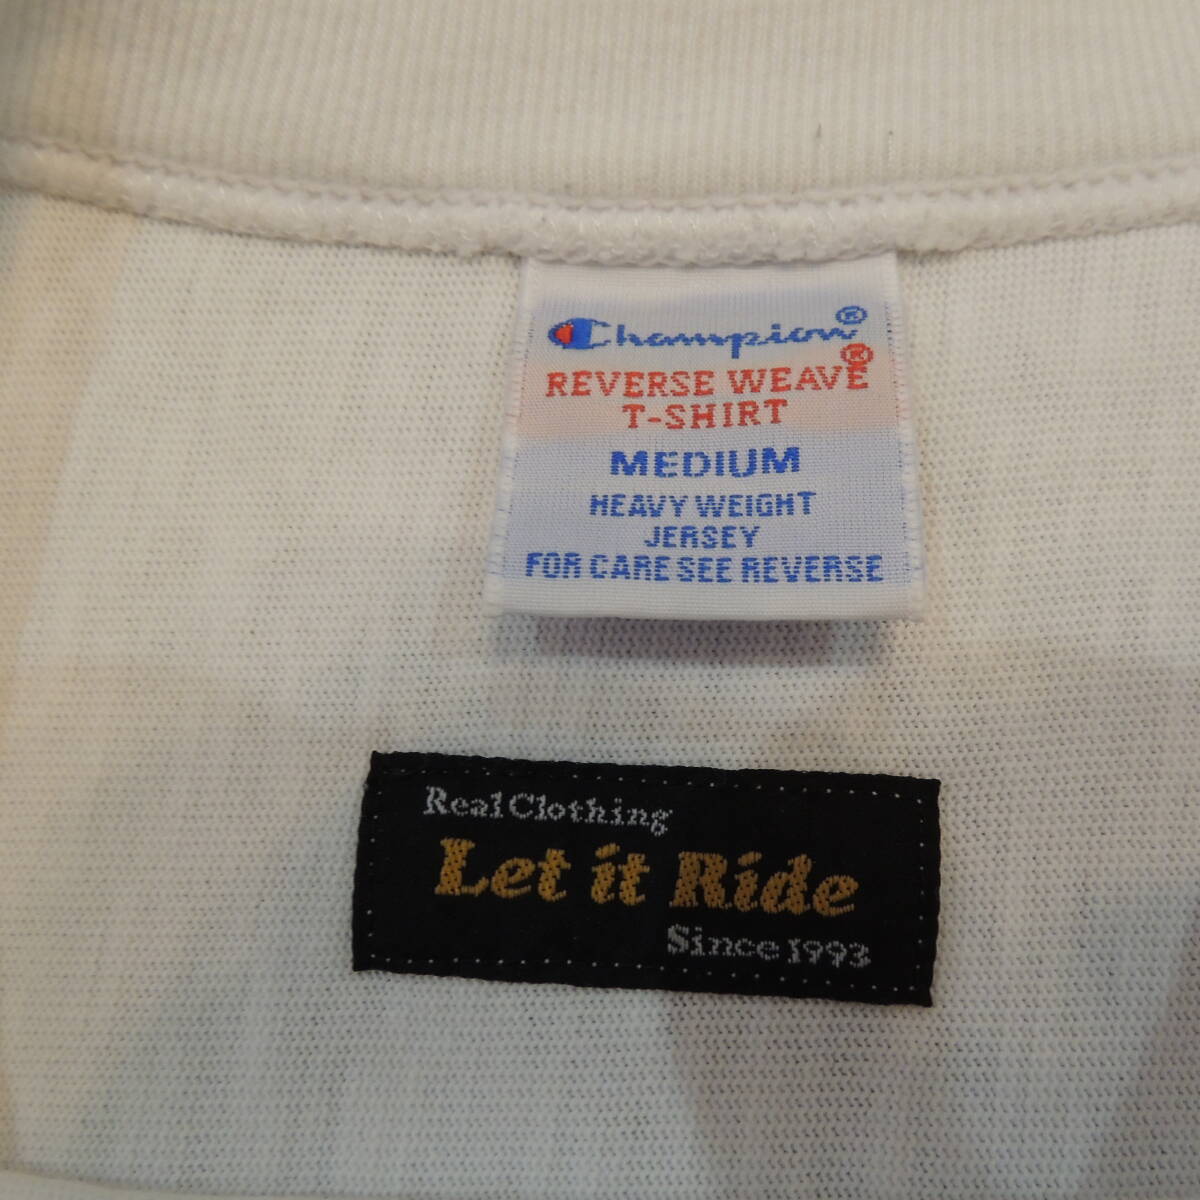 Champion®
REVERSE WEAVE®
T-SHIRT
MEDIUM
HEAVY WEIGHT
JERSEY
FOR CARE SEE REVERSE
Real Clothing
Let it Ride
Since 1993